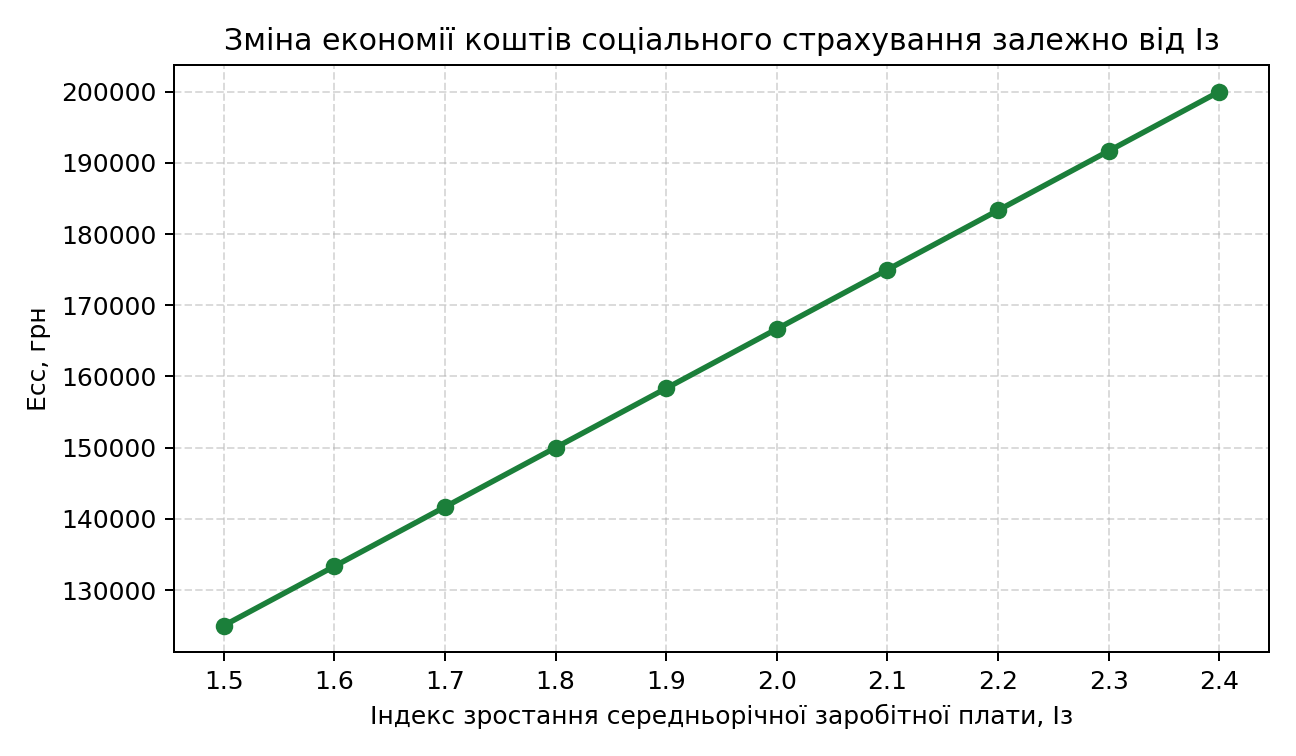 Зміна економії коштів соціального страхування залежно від Із
200000
190000
180000
170000
160000
150000
140000
130000
Есс, грн
1.5 1.6 1.7 1.8 1.9 2.0 2.1 2.2 2.3 2.4
Індекс зростання середньорічної заробітної плати, Із